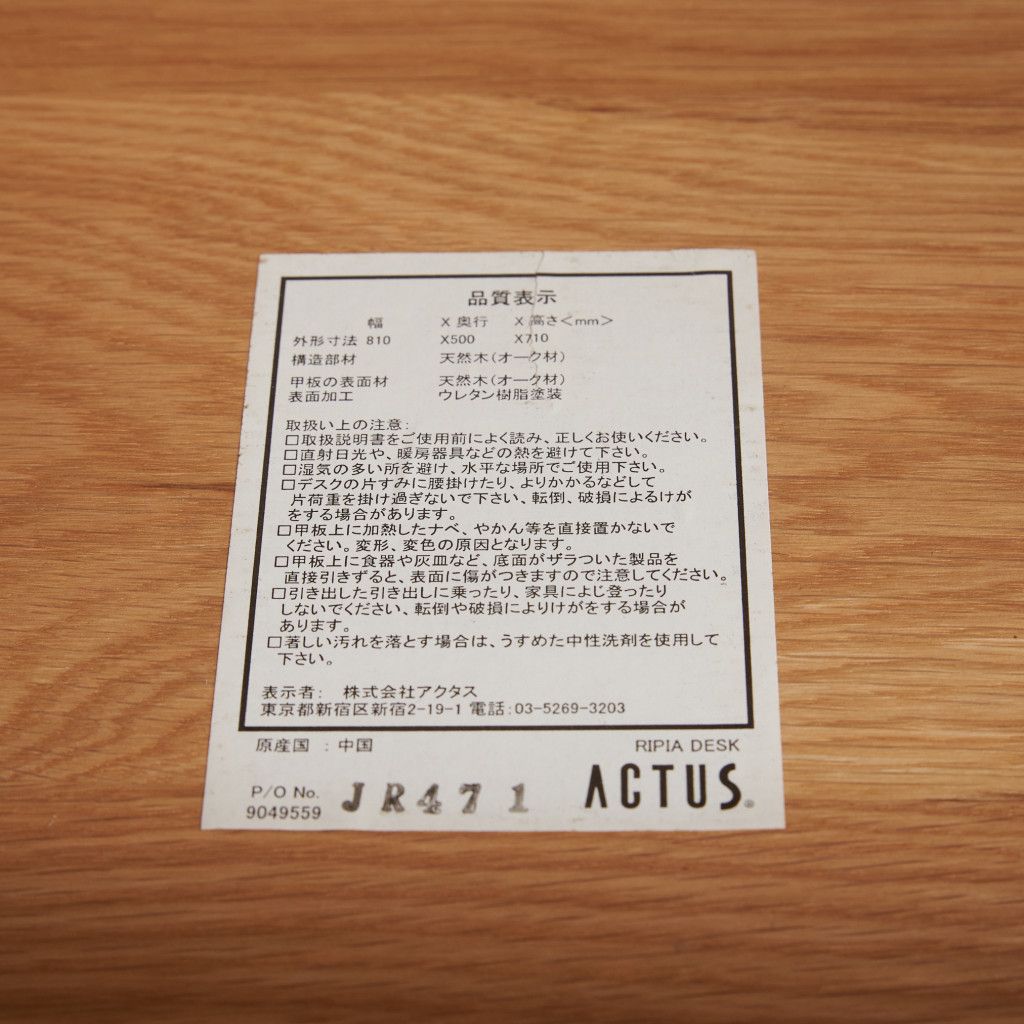 品質表示
幅 X 奥行 X 高さ<mm>
外形寸法 810 X500 X710
構造部材 天然木(オーク材)
甲板の表面材 天然木(オーク材)
表面加工 ウレタン樹脂塗装
取扱い上の注意:
□取扱説明書をご使用前によく読み、正しくお使いください。
□直射日光や、暖房器具などの熱を避けて下さい。
□湿気の多い所を避け、水平な場所でご使用下さい。
□デスクの片すみに腰掛けたり、よりかかるなどして
片荷重を掛け過ぎないで下さい、転倒、破損によるけが
をする場合があります。
□甲板上に加熱したナベ、やかん等を直接置かないで
ください。変形、変色の原因となります。
□甲板上に食器や灰皿など、底面がザラついた製品を
直接引きずると、表面に傷がつきますので注意してください。
□引き出した引き出しに乗ったり、家具によじ登ったり
しないでください、転倒や破損によりけがをする場合が
あります。
□著しい汚れを落とす場合は、うすめた中性洗剤を使用して
下さい。
表示者: 株式会社アクタス
東京都新宿区新宿2-19-1 電話:03-5269-3203
原産国 : 中国 RIPIA DESK
P/O No. JR471 ACTUS®
9049559